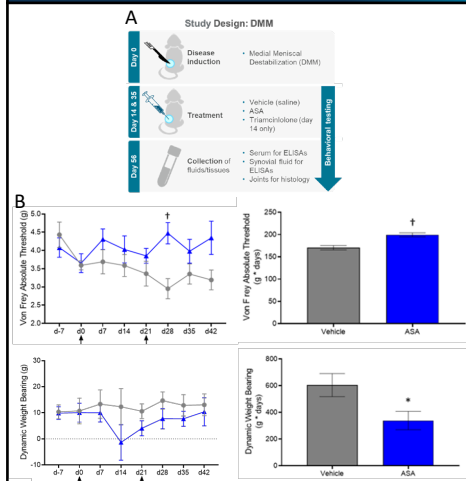 A
Study Design: DMM
Day 0
Disease
Induction
• Medial Meniscal
Destabilization (DMM)
Day 14 & 35
Treatment
• Vehicle (saline)
• ASA
• Triamcinlolone (day
14 only)
Day 56
Collection of
fluids/tissues
• Serum for ELISAs
• Synovial fluid for
ELISAs
• Joints for histology
Behavioral testing
B
Von Frey Absolute Threshold (g)
5.0
4.5
4.0
3.5
3.0
2.5
2.0
†
d-7 d0 d7 d14 d21 d28 d35 d42
Von F rey Absolute Threshold
(g * days)
250
200
150
100
50
0
†
Vehicle ASA
Dynamic Weight Bearing (g)
30
20
10
0
-10
d-7 d0 d7 d14 d21 d28 d35 d42
Dynamic Weight Bearing
(g * days)
800
600
400
200
0
*
Vehicle ASA